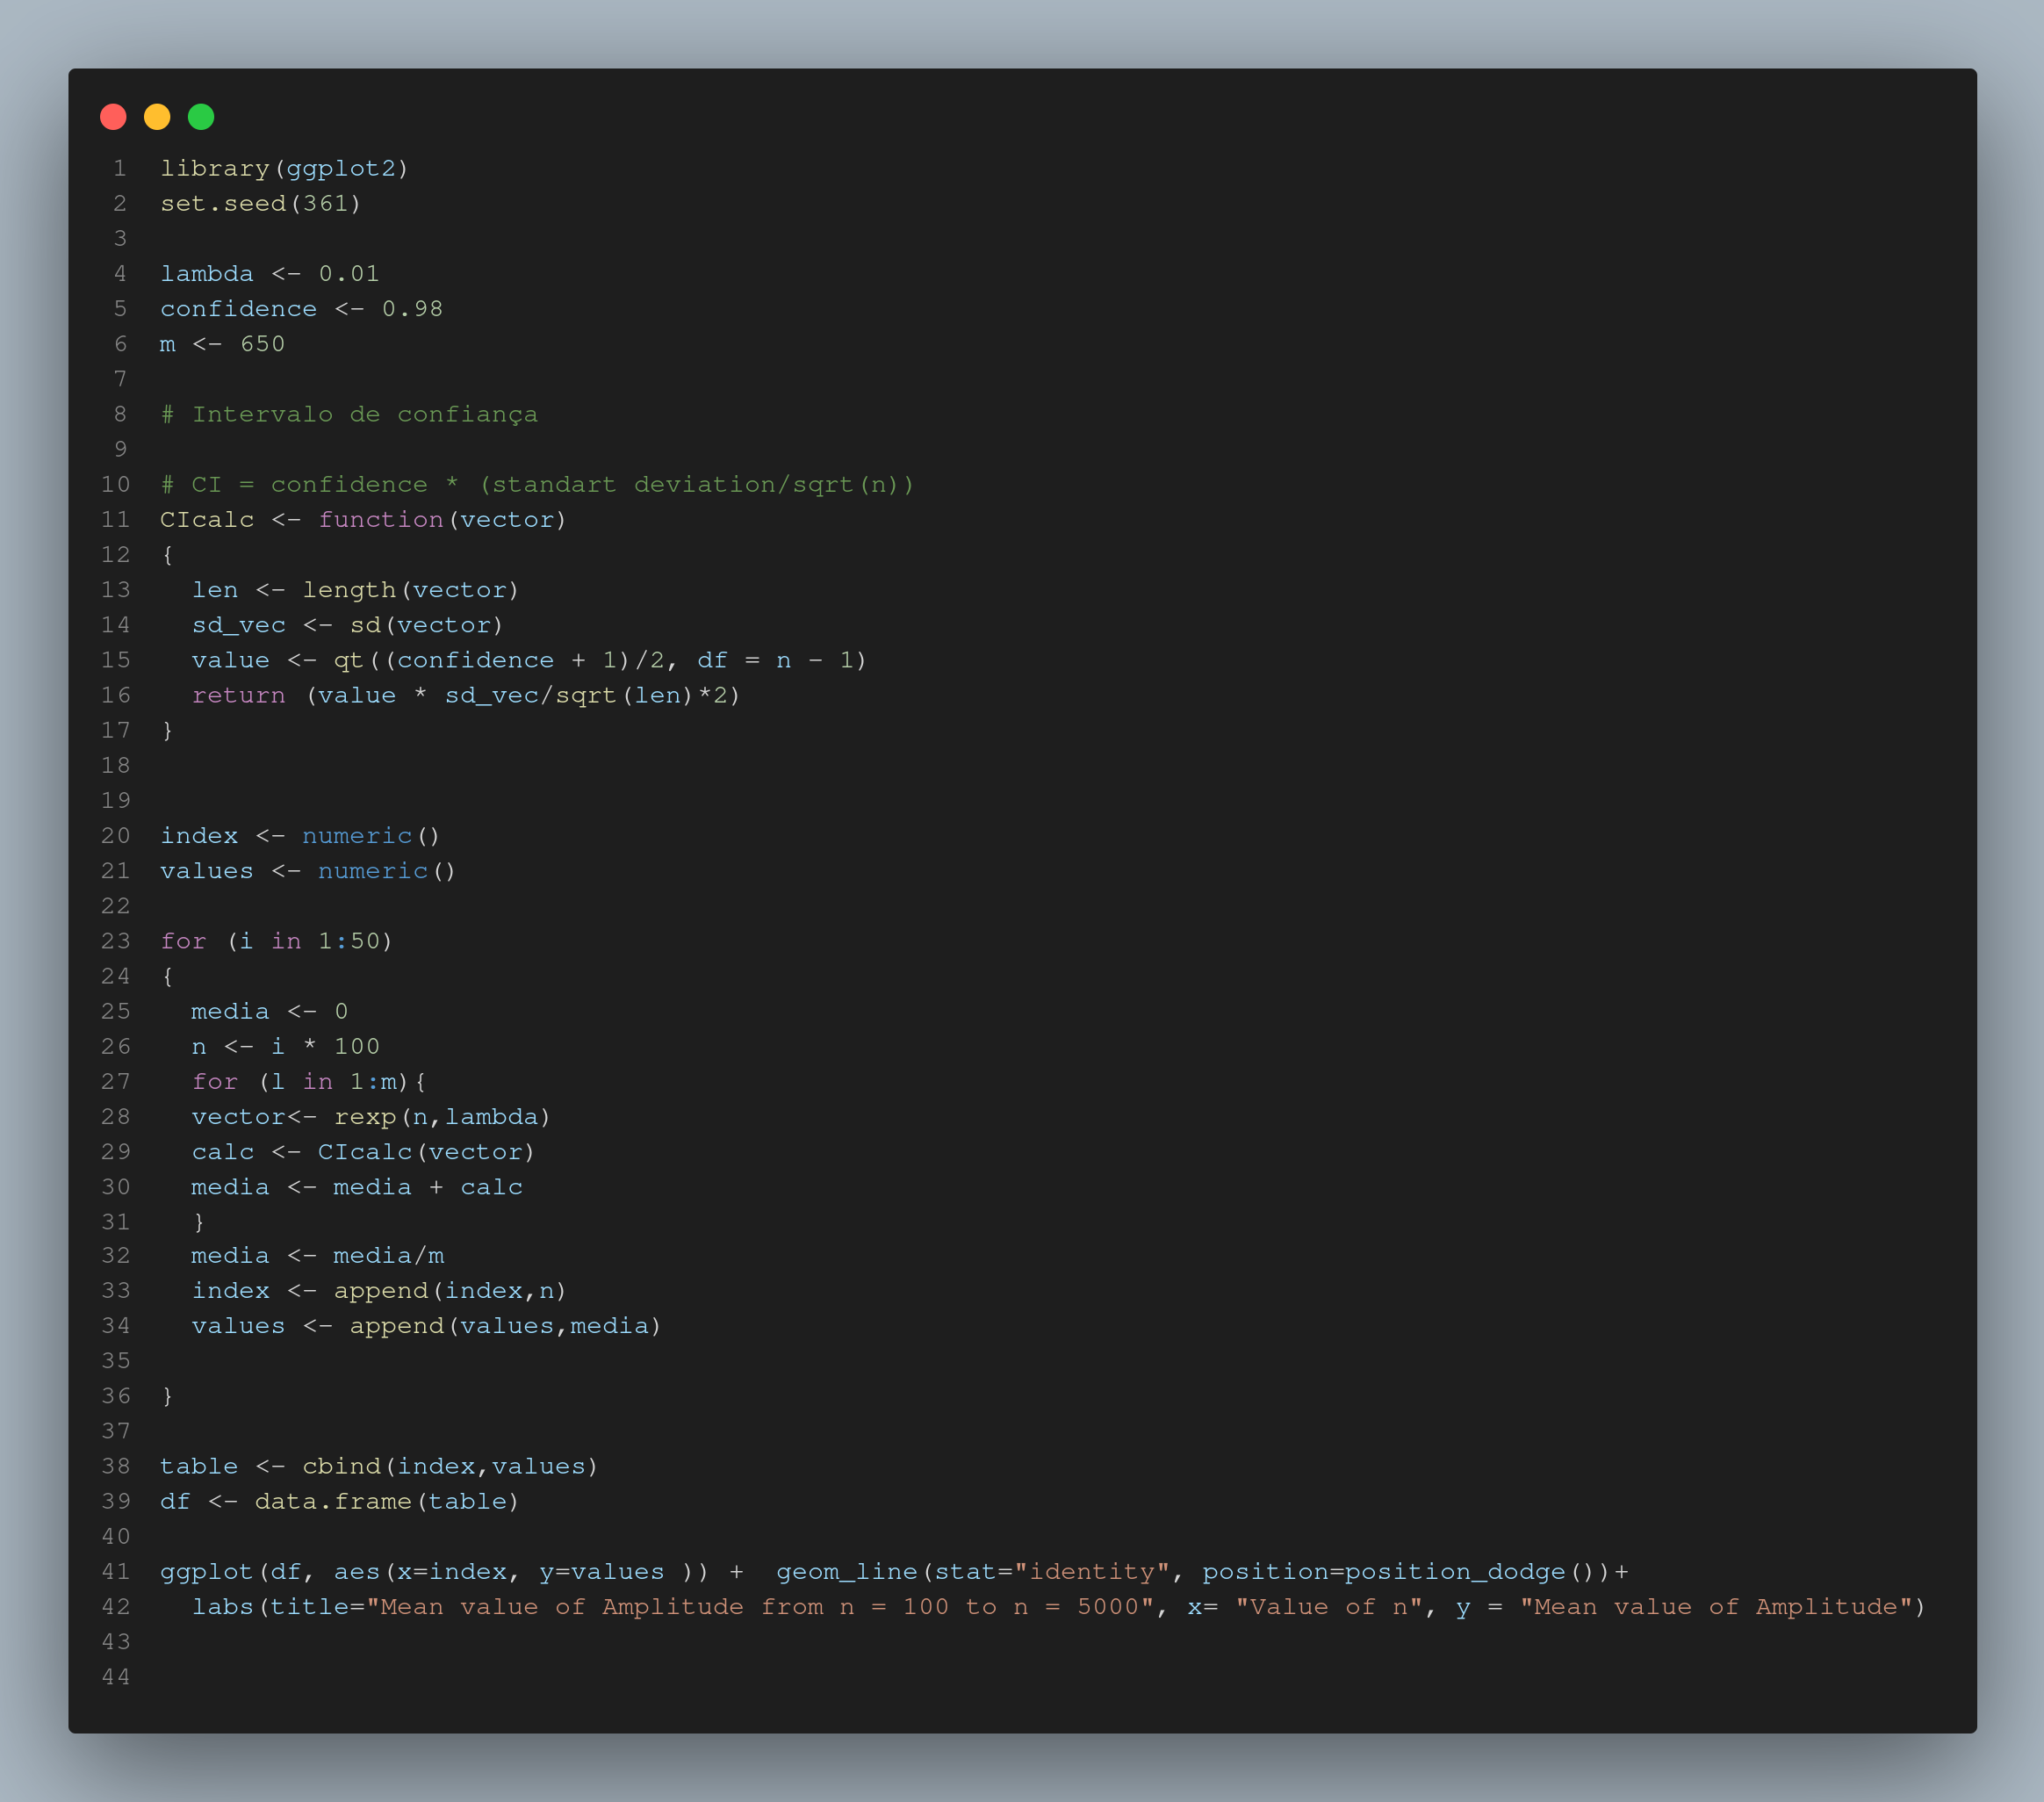 1 library(ggplot2)
2 set.seed(361)
3
4 lambda <- 0.01
5 confidence <- 0.98
6 m <- 650
7
8 # Intervalo de confiança
9
10 # CI = confidence * (standart deviation/sqrt(n))
11 CIcalc <- function(vector)
12 {
13   len <- length(vector)
14   sd_vec <- sd(vector)
15   value <- qt((confidence + 1)/2, df = n - 1)
16   return (value * sd_vec/sqrt(len)*2)
17 }
18
19
20 index <- numeric()
21 values <- numeric()
22
23 for (i in 1:50)
24 {
25   media <- 0
26   n <- i * 100
27   for (l in 1:m){
28   vector<- rexp(n,lambda)
29   calc <- CIcalc(vector)
30   media <- media + calc
31   }
32   media <- media/m
33   index <- append(index,n)
34   values <- append(values,media)
35
36 }
37
38 table <- cbind(index,values)
39 df <- data.frame(table)
40
41 ggplot(df, aes(x=index, y=values )) +  geom_line(stat="identity", position=position_dodge())+
42   labs(title="Mean value of Amplitude from n = 100 to n = 5000", x= "Value of n", y = "Mean value of Amplitude")
43
44